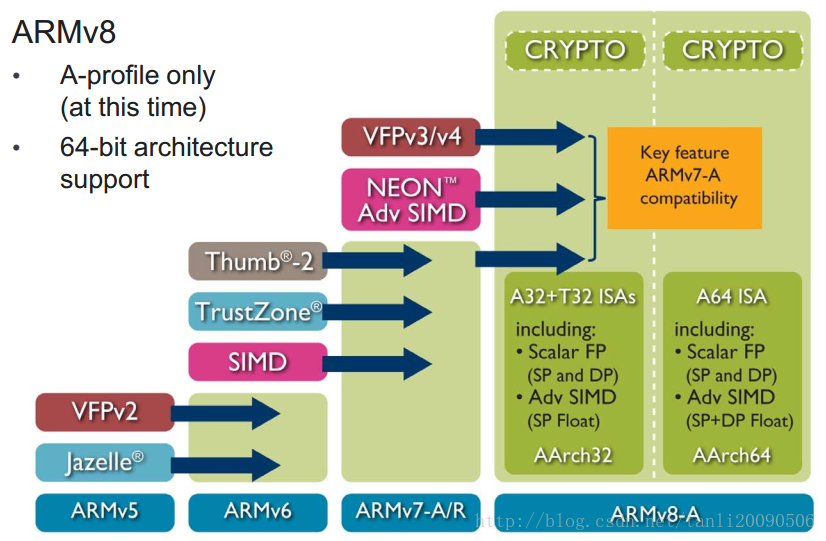 ARMv8
• A-profile only
(at this time)
• 64-bit architecture
support
CRYPTO
CRYPTO
VFPv3/v4
Key feature
ARMv7-A
compatibility
NEON™
Adv SIMD
Thumb®-2
TrustZone®
SIMD
A32+T32 ISAs
including:
• Scalar FP
(SP and DP)
• Adv SIMD
(SP Float)
AArch32
A64 ISA
including:
• Scalar FP
(SP and DP)
• Adv SIMD
(SP+DP Float)
AArch64
VFPv2
Jazelle®
ARMv5
ARMv6
ARMv7-A/R
ARMv8-A
http://blog.csdn.net/tanli20090506